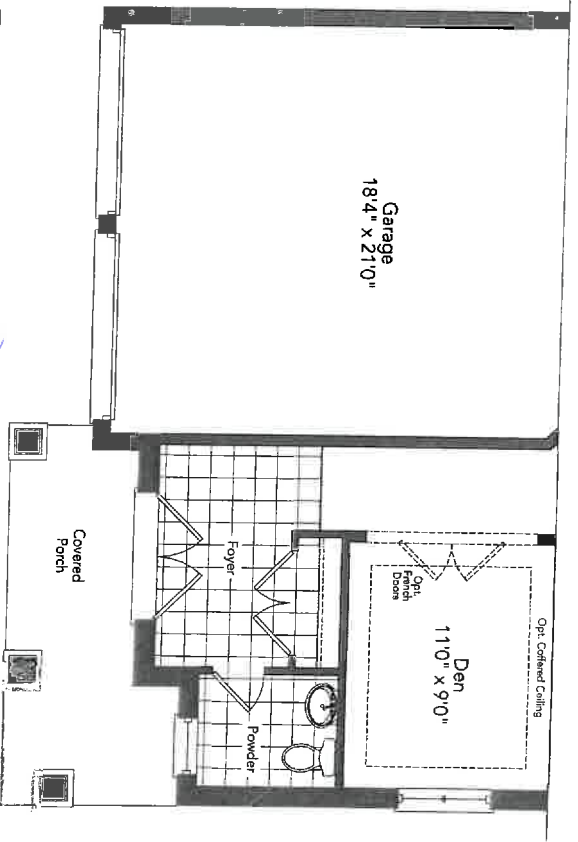 Garage
18'4" x 21'0"
Foyer
Covered
Porch
Opt.
French
Doors
Opt. Coffered Ceiling
Den
11'0" x 9'0"
Powder